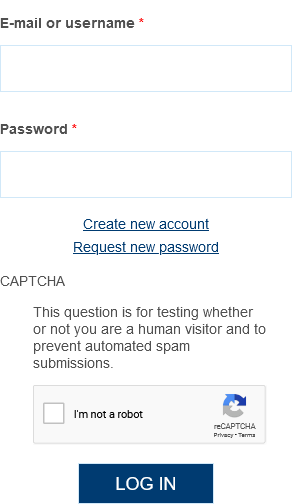 E-mail or username *
Password *
Create new account
Request new password
CAPTCHA
This question is for testing whether
or not you are a human visitor and to
prevent automated spam
submissions.
I'm not a robot
reCAPTCHA
Privacy - Terms
LOG IN